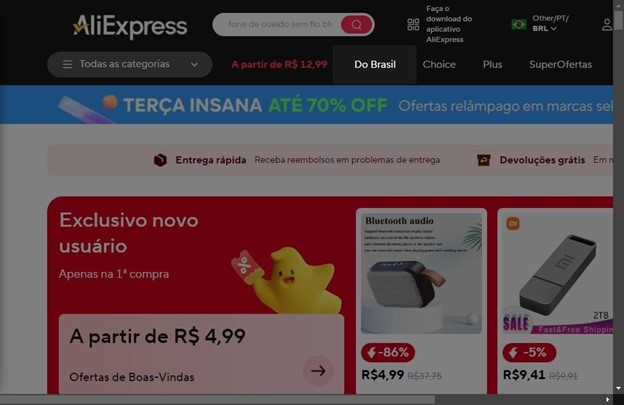 AliExpress
fone de ouvido sem fio blu
Faça o
download do
aplicativo
AliExpress
Other/PT/
BRL
Todas as categorias
A partir de R$ 12,99
Do Brasil
Choice
Plus
SuperOfertas
TERÇA INSANA ATÉ 70% OFF Ofertas relâmpago em marcas sel
Entrega rápida Receba reembolsos em problemas de entrega
Devoluções grátis Em n
Exclusivo novo
usuário
Apenas na 1ª compra
A partir de R$ 4,99
Ofertas de Boas-Vindas
Bluetooth audio
-86%
R$4,99 R$37,75
2TB
SALE
Fast&Free Shippin
-5%
R$9,41 R$9,91